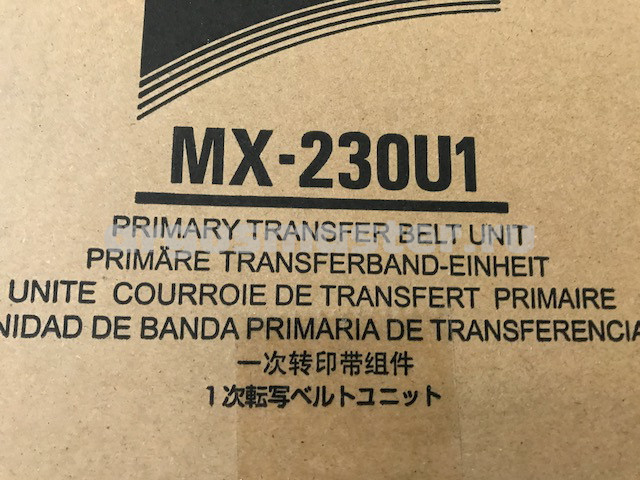 MX-230U1
PRIMARY TRANSFER BELT UNIT
PRIMÄRE TRANSFERBAND-EINHEIT
UNITE COURROIE DE TRANSFERT PRIMAIRE
NIDAD DE BANDA PRIMARIA DE TRANSFERENCIA
一次转印带组件
1次転写ベルトユニット